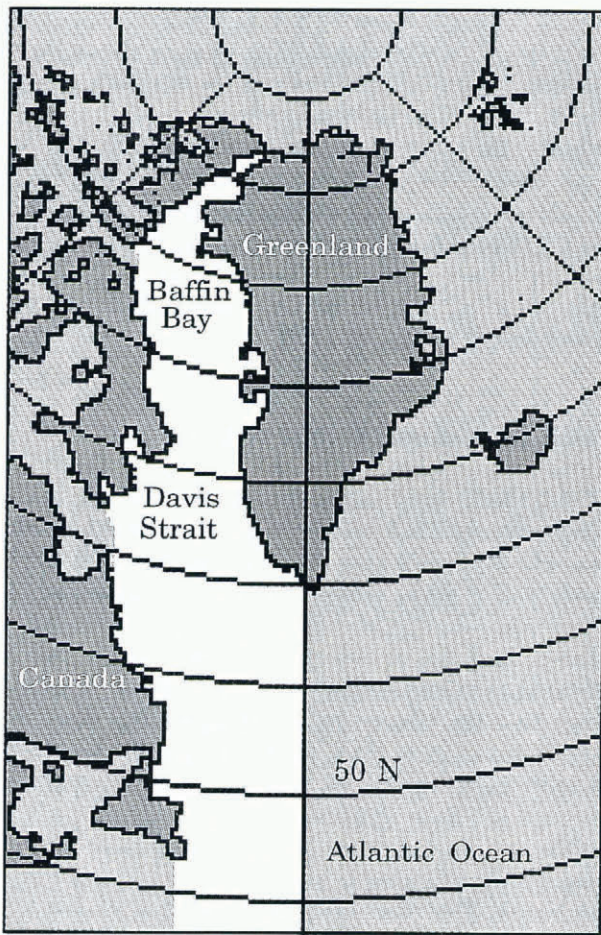 Greenland
Baffin
Bay
Davis
Strait
Canada
50 N
Atlantic Ocean